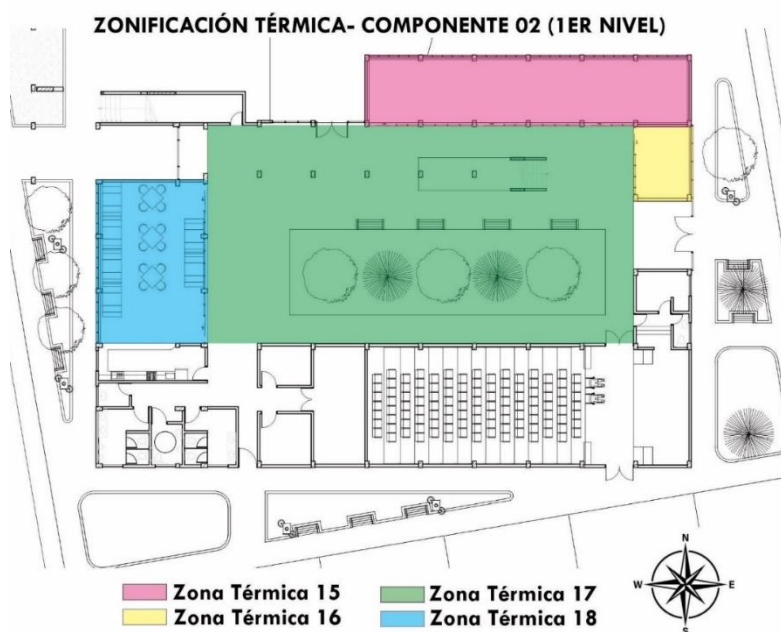 ZONIFICACIÓN TÉRMICA- COMPONENTE 02 (1ER NIVEL)
Zona Térmica 15
Zona Térmica 17
Zona Térmica 16
Zona Térmica 18
N
W
E
S